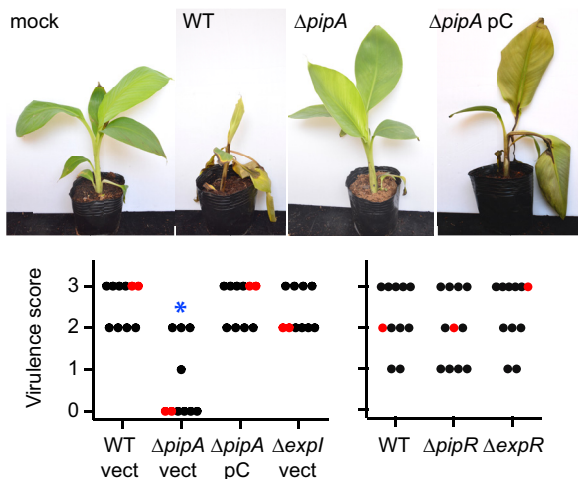 mock WT ΔpipA ΔpipA pC
Virulence score
3
2
1
0
*
WT ΔpipA ΔpipA ΔexpI
vect vect pC vect
WT ΔpipR ΔexpR